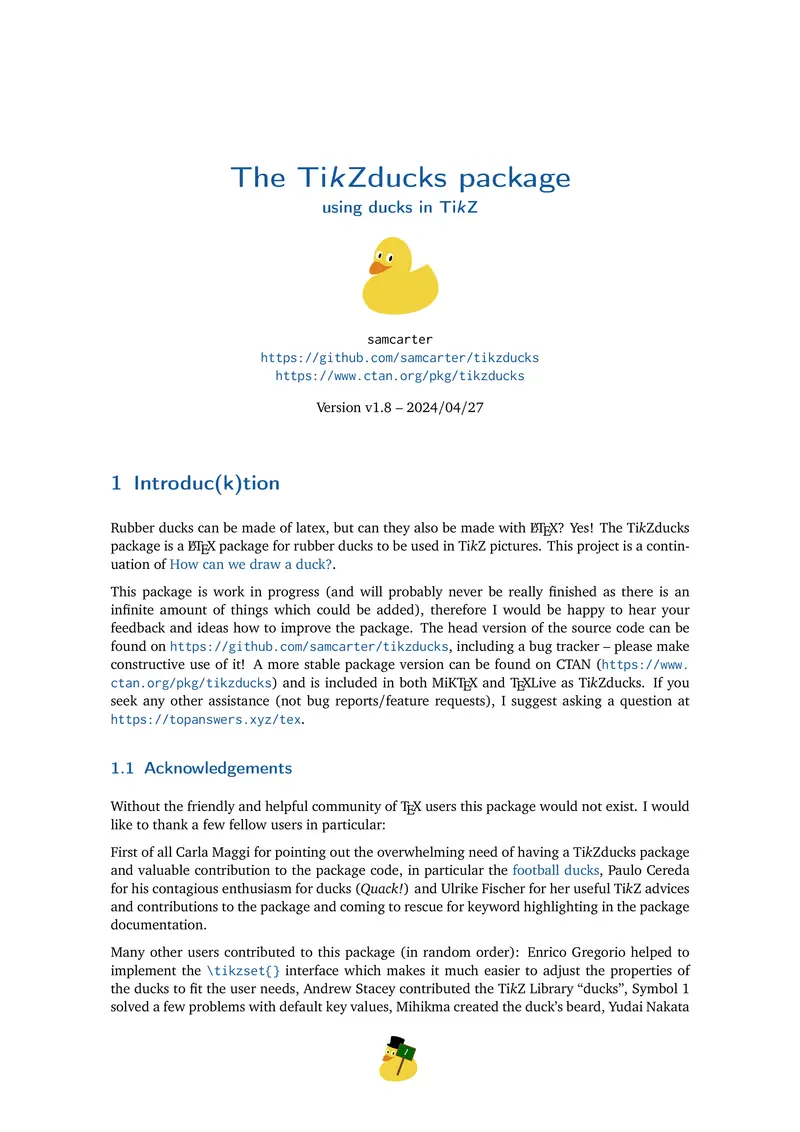 The TikZducks package
using ducks in TikZ
samcarter
https://github.com/samcarter/tikzducks
https://www.ctan.org/pkg/tikzducks
Version v1.8 – 2024/04/27
1 Introduc(k)tion
Rubber ducks can be made of latex, but can they also be made with LATEX? Yes! The TikZducks
package is a LATEX package for rubber ducks to be used in TikZ pictures. This project is a contin-
uation of How can we draw a duck?.
This package is work in progress (and will probably never be really finished as there is an
infinite amount of things which could be added), therefore I would be happy to hear your
feedback and ideas how to improve the package. The head version of the source code can be
found on https://github.com/samcarter/tikzducks, including a bug tracker – please make
constructive use of it! A more stable package version can be found on CTAN (https://www.
ctan.org/pkg/tikzducks) and is included in both MiKTEX and TEXLive as TikZducks. If you
seek any other assistance (not bug reports/feature requests), I suggest asking a question at
https://topanswers.xyz/tex.
1.1 Acknowledgements
Without the friendly and helpful community of TEX users this package would not exist. I would
like to thank a few fellow users in particular:
First of all Carla Maggi for pointing out the overwhelming need of having a TikZducks package
and valuable contribution to the package code, in particular the football ducks, Paulo Cereda
for his contagious enthusiasm for ducks (Quack!) and Ulrike Fischer for her useful TikZ advices
and contributions to the package and coming to rescue for keyword highlighting in the package
documentation.
Many other users contributed to this package (in random order): Enrico Gregorio helped to
implement the \tikzset{} interface which makes it much easier to adjust the properties of
the ducks to fit the user needs, Andrew Stacey contributed the TikZ Library “ducks”, Symbol 1
solved a few problems with default key values, Mihikma created the duck’s beard, Yudai Nakata
1